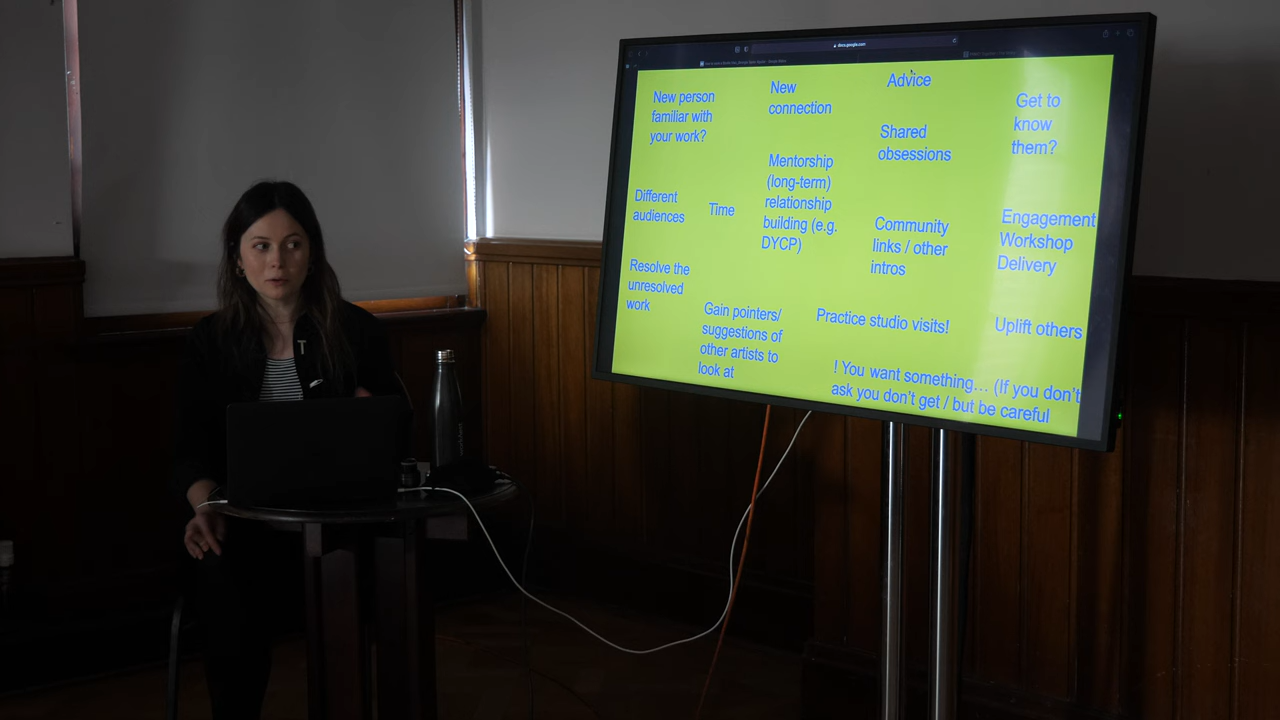 docs.google.com
New person
familiar with
your work?
New
connection
Advice
Get to
know
them?
Shared
obsessions
Mentorship
(long-term)
relationship
building (e.g.
DYCP)
Different
audiences
Time
Community
links / other
intros
Engagement
Workshop
Delivery
Resolve the
unresolved
work
Gain pointers/
suggestions of
other artists to
look at
Practice studio visits!
Uplift others
! You want something... (If you don't
ask you don't get / but be careful
T